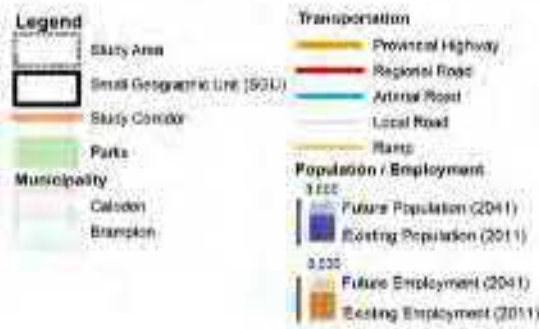 Legend
Study Area
Small Geographic Unit (SGU)
Study Corridor
Parks
Municipality
Caledon
Brampton
Transportation
Provincial Highway
Regional Road
Arterial Road
Local Road
Ramp
Population / Employment
Future Population (2041)
Existing Population (2011)
Future Employment (2041)
Existing Employment (2011)